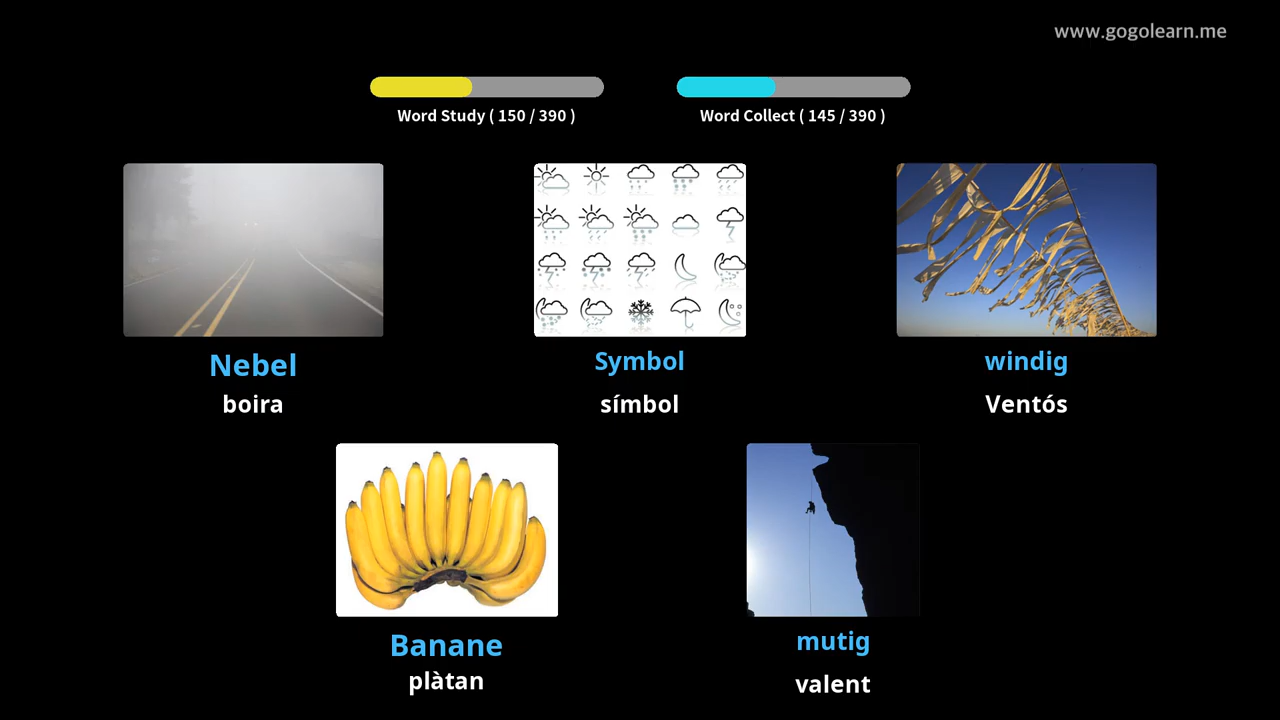 www.gogolearn.me
Word Study ( 150 / 390 )
Word Collect ( 145 / 390 )
Nebel
boira
Symbol
símbol
windig
Ventós
Banane
plàtan
mutig
valent